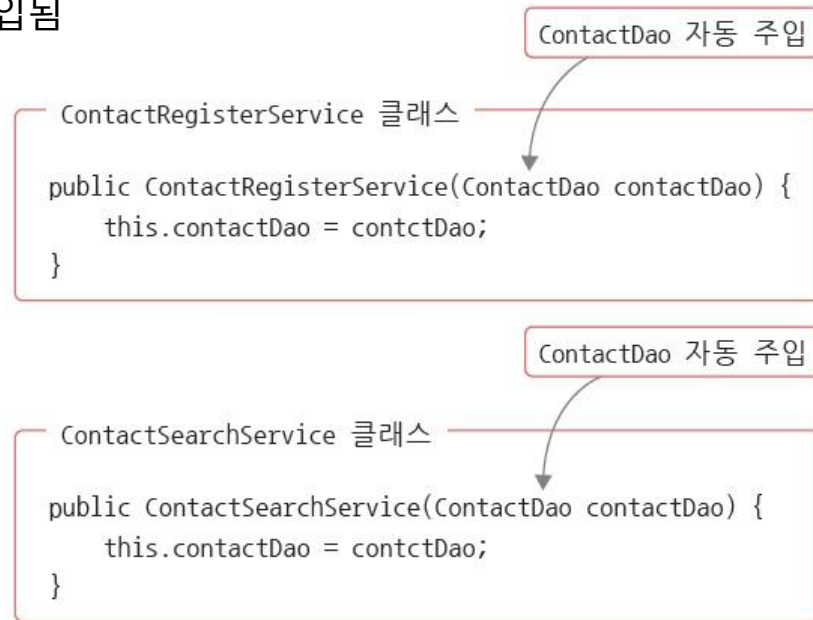 입됨
ContactDao 자동 주입
ContactRegisterService 클래스
public ContactRegisterService(ContactDao contactDao) {
this.contactDao = contctDao;
}
ContactDao 자동 주입
ContactSearchService 클래스
public ContactSearchService(ContactDao contactDao) {
this.contactDao = contctDao;
}